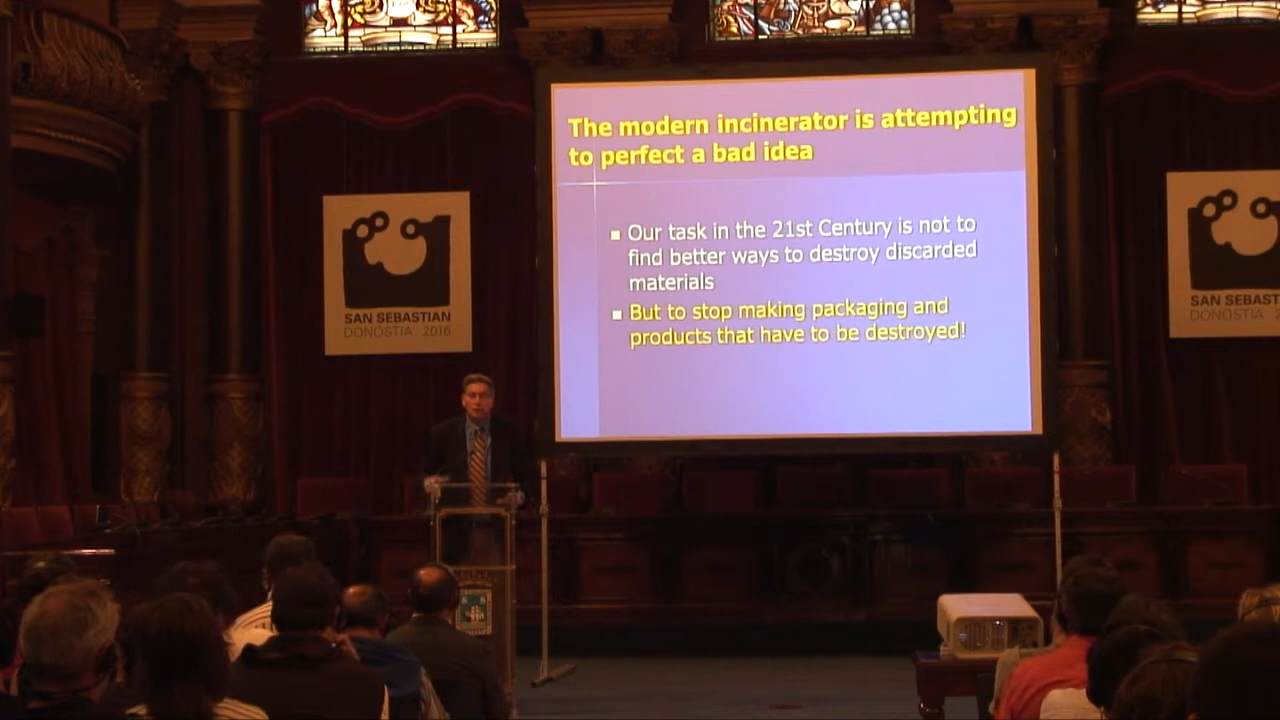 The modern incinerator is attempting
to perfect a bad idea
Our task in the 21st Century is not to
find better ways to destroy discarded
materials
But to stop making packaging and
products that have to be destroyed!
SAN SEBASTIAN
DONOSTIA 2016
SAN SEBAST
DONOSTIA 2